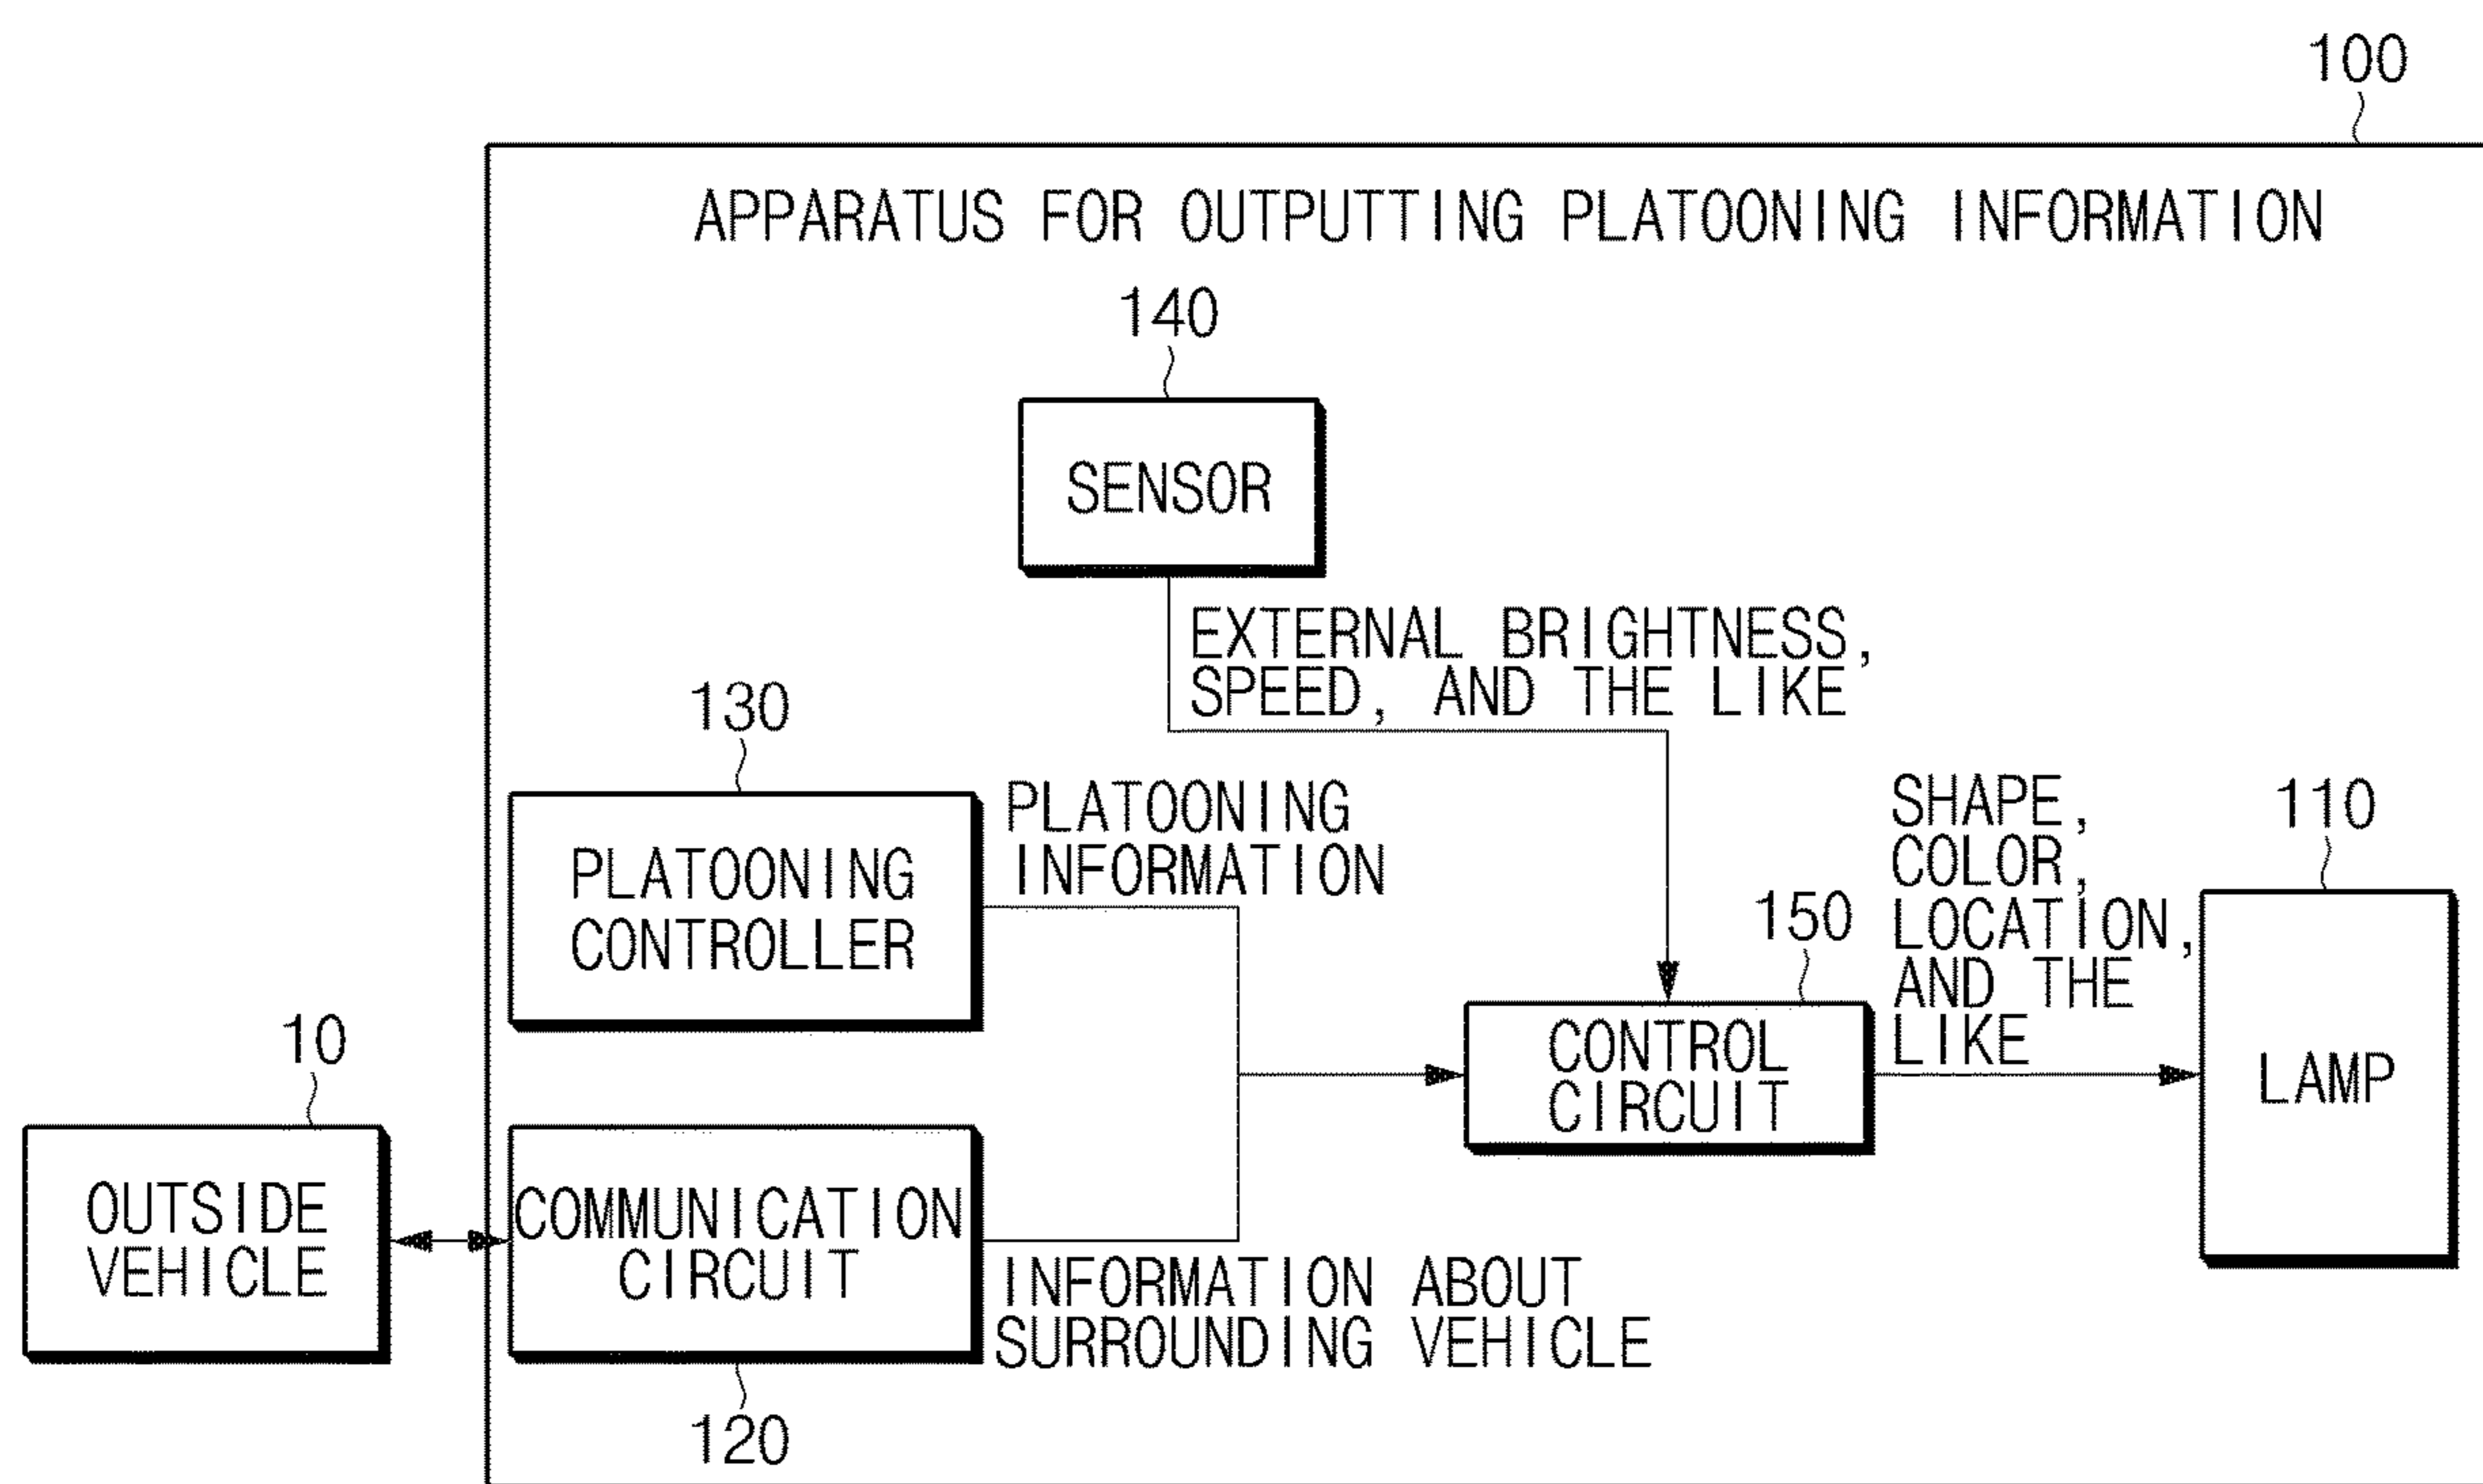 100
APPARATUS FOR OUTPUTTING PLATOONING INFORMATION
140
SENSOR
EXTERNAL BRIGHTNESS,
SPEED, AND THE LIKE
130
PLATOONING
CONTROLLER
PLATOONING
INFORMATION
150
CONTROL
CIRCUIT
SHAPE,
COLOR,
LOCATION,
AND THE
LIKE
110
LAMP
10
OUTSIDE
VEHICLE
COMMUNICATION
CIRCUIT
INFORMATION ABOUT
SURROUNDING VEHICLE
120